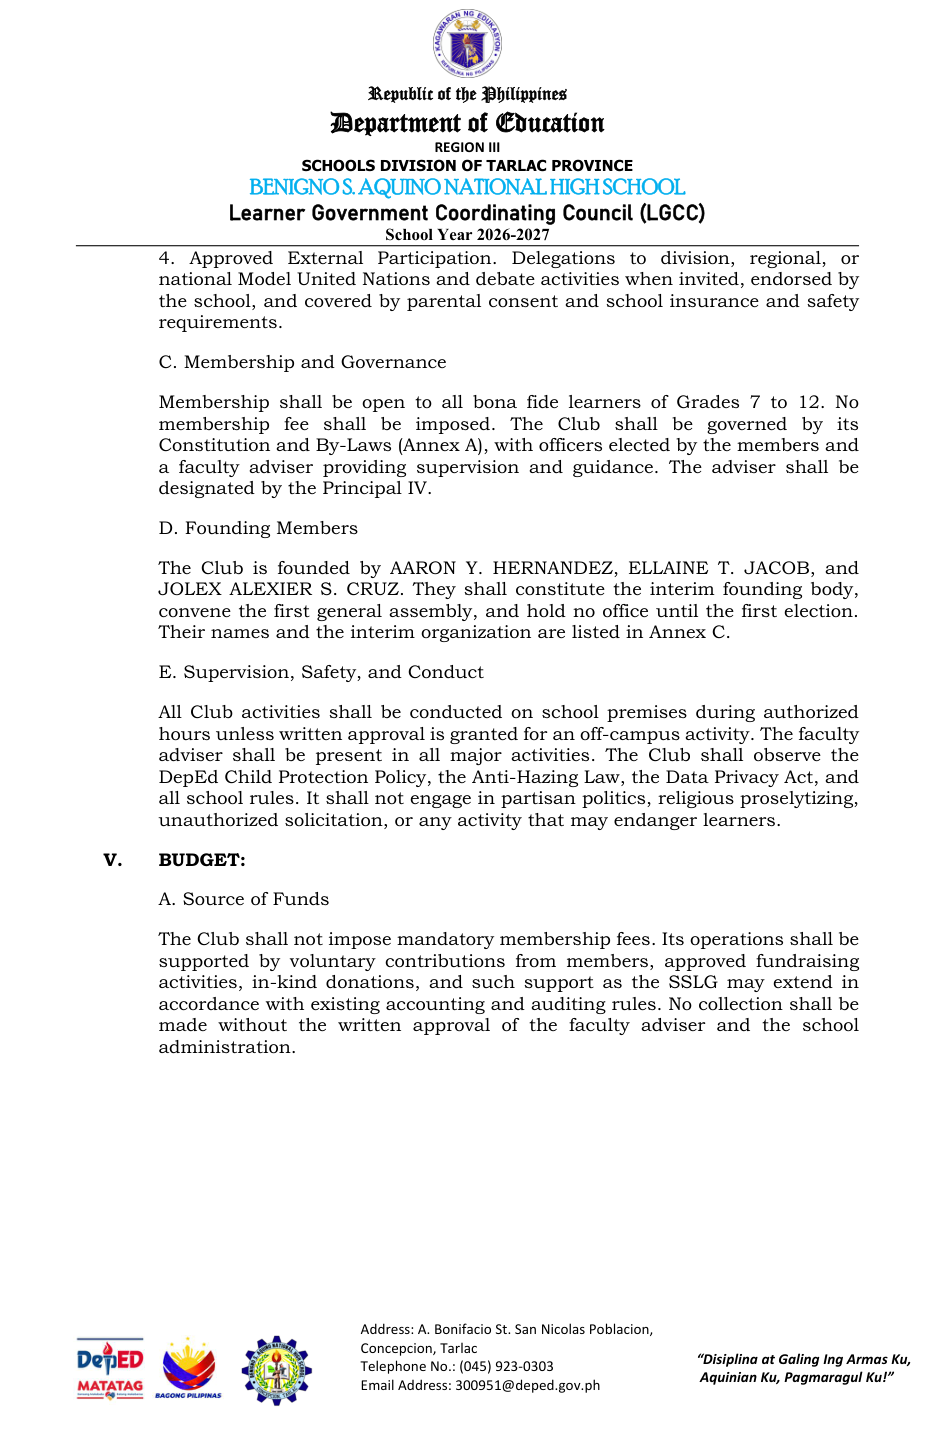 KAGAWARAN NG EDUKASYON
REPUBLIKA NG PILIPINAS
Republic of the Philippines
Department of Education
REGION III
SCHOOLS DIVISION OF TARLAC PROVINCE
BENIGNO S. AQUINO NATIONAL HIGH SCHOOL
Learner Government Coordinating Council (LGCC)
School Year 2026-2027
4. Approved External Participation. Delegations to division, regional, or
national Model United Nations and debate activities when invited, endorsed by
the school, and covered by parental consent and school insurance and safety
requirements.
C. Membership and Governance
Membership shall be open to all bona fide learners of Grades 7 to 12. No
membership fee shall be imposed. The Club shall be governed by its
Constitution and By-Laws (Annex A), with officers elected by the members and
a faculty adviser providing supervision and guidance. The adviser shall be
designated by the Principal IV.
D. Founding Members
The Club is founded by AARON Y. HERNANDEZ, ELLAINE T. JACOB, and
JOLEX ALEXIER S. CRUZ. They shall constitute the interim founding body,
convene the first general assembly, and hold no office until the first election.
Their names and the interim organization are listed in Annex C.
E. Supervision, Safety, and Conduct
All Club activities shall be conducted on school premises during authorized
hours unless written approval is granted for an off-campus activity. The faculty
adviser shall be present in all major activities. The Club shall observe the
DepEd Child Protection Policy, the Anti-Hazing Law, the Data Privacy Act, and
all school rules. It shall not engage in partisan politics, religious proselytizing,
unauthorized solicitation, or any activity that may endanger learners.
V. BUDGET:
A. Source of Funds
The Club shall not impose mandatory membership fees. Its operations shall be
supported by voluntary contributions from members, approved fundraising
activities, in-kind donations, and such support as the SSLG may extend in
accordance with existing accounting and auditing rules. No collection shall be
made without the written approval of the faculty adviser and the school
administration.
DepED
MATATAG
BAGONG PILIPINAS
Address: A. Bonifacio St. San Nicolas Poblacion,
Concepcion, Tarlac
Telephone No.: (045) 923-0303
Email Address: 300951@deped.gov.ph
“Disiplina at Galing Ing Armas Ku,
Aquinian Ku, Pagmaragul Ku!”